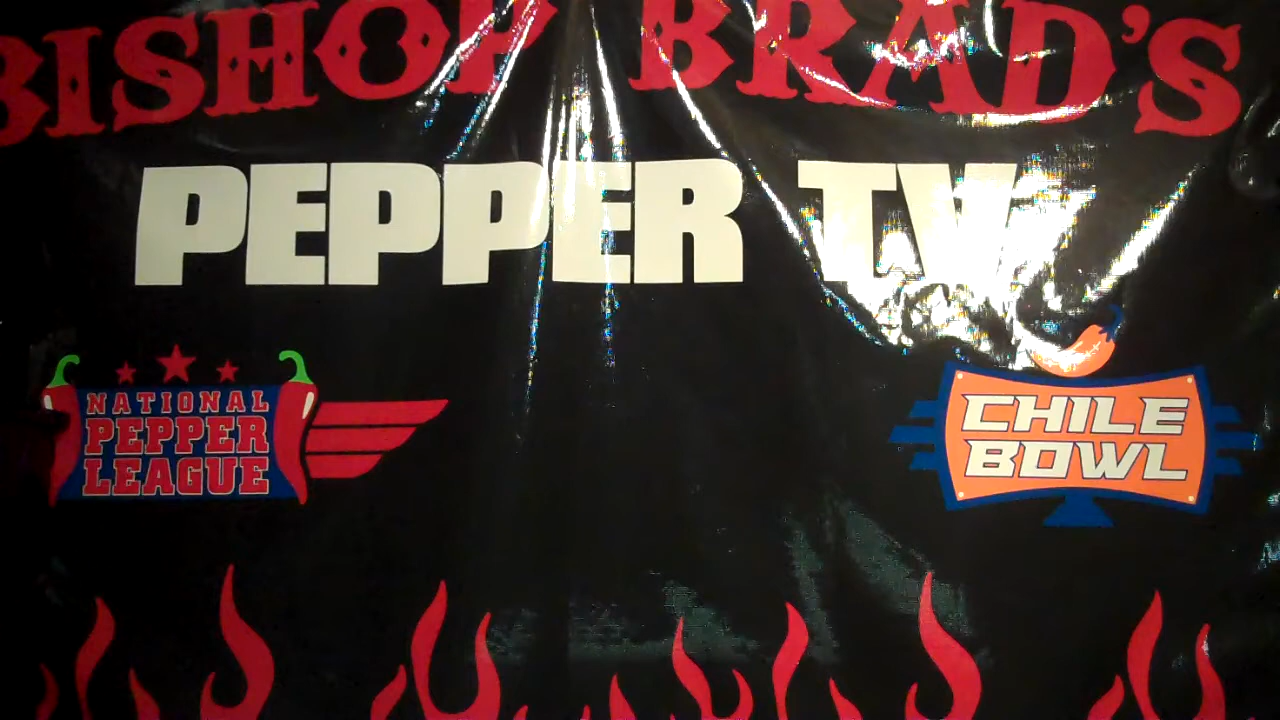 BISHOP BRAD'S
PEPPER TV
NATIONAL
PEPPER
LEAGUE
CHILE
BOWL